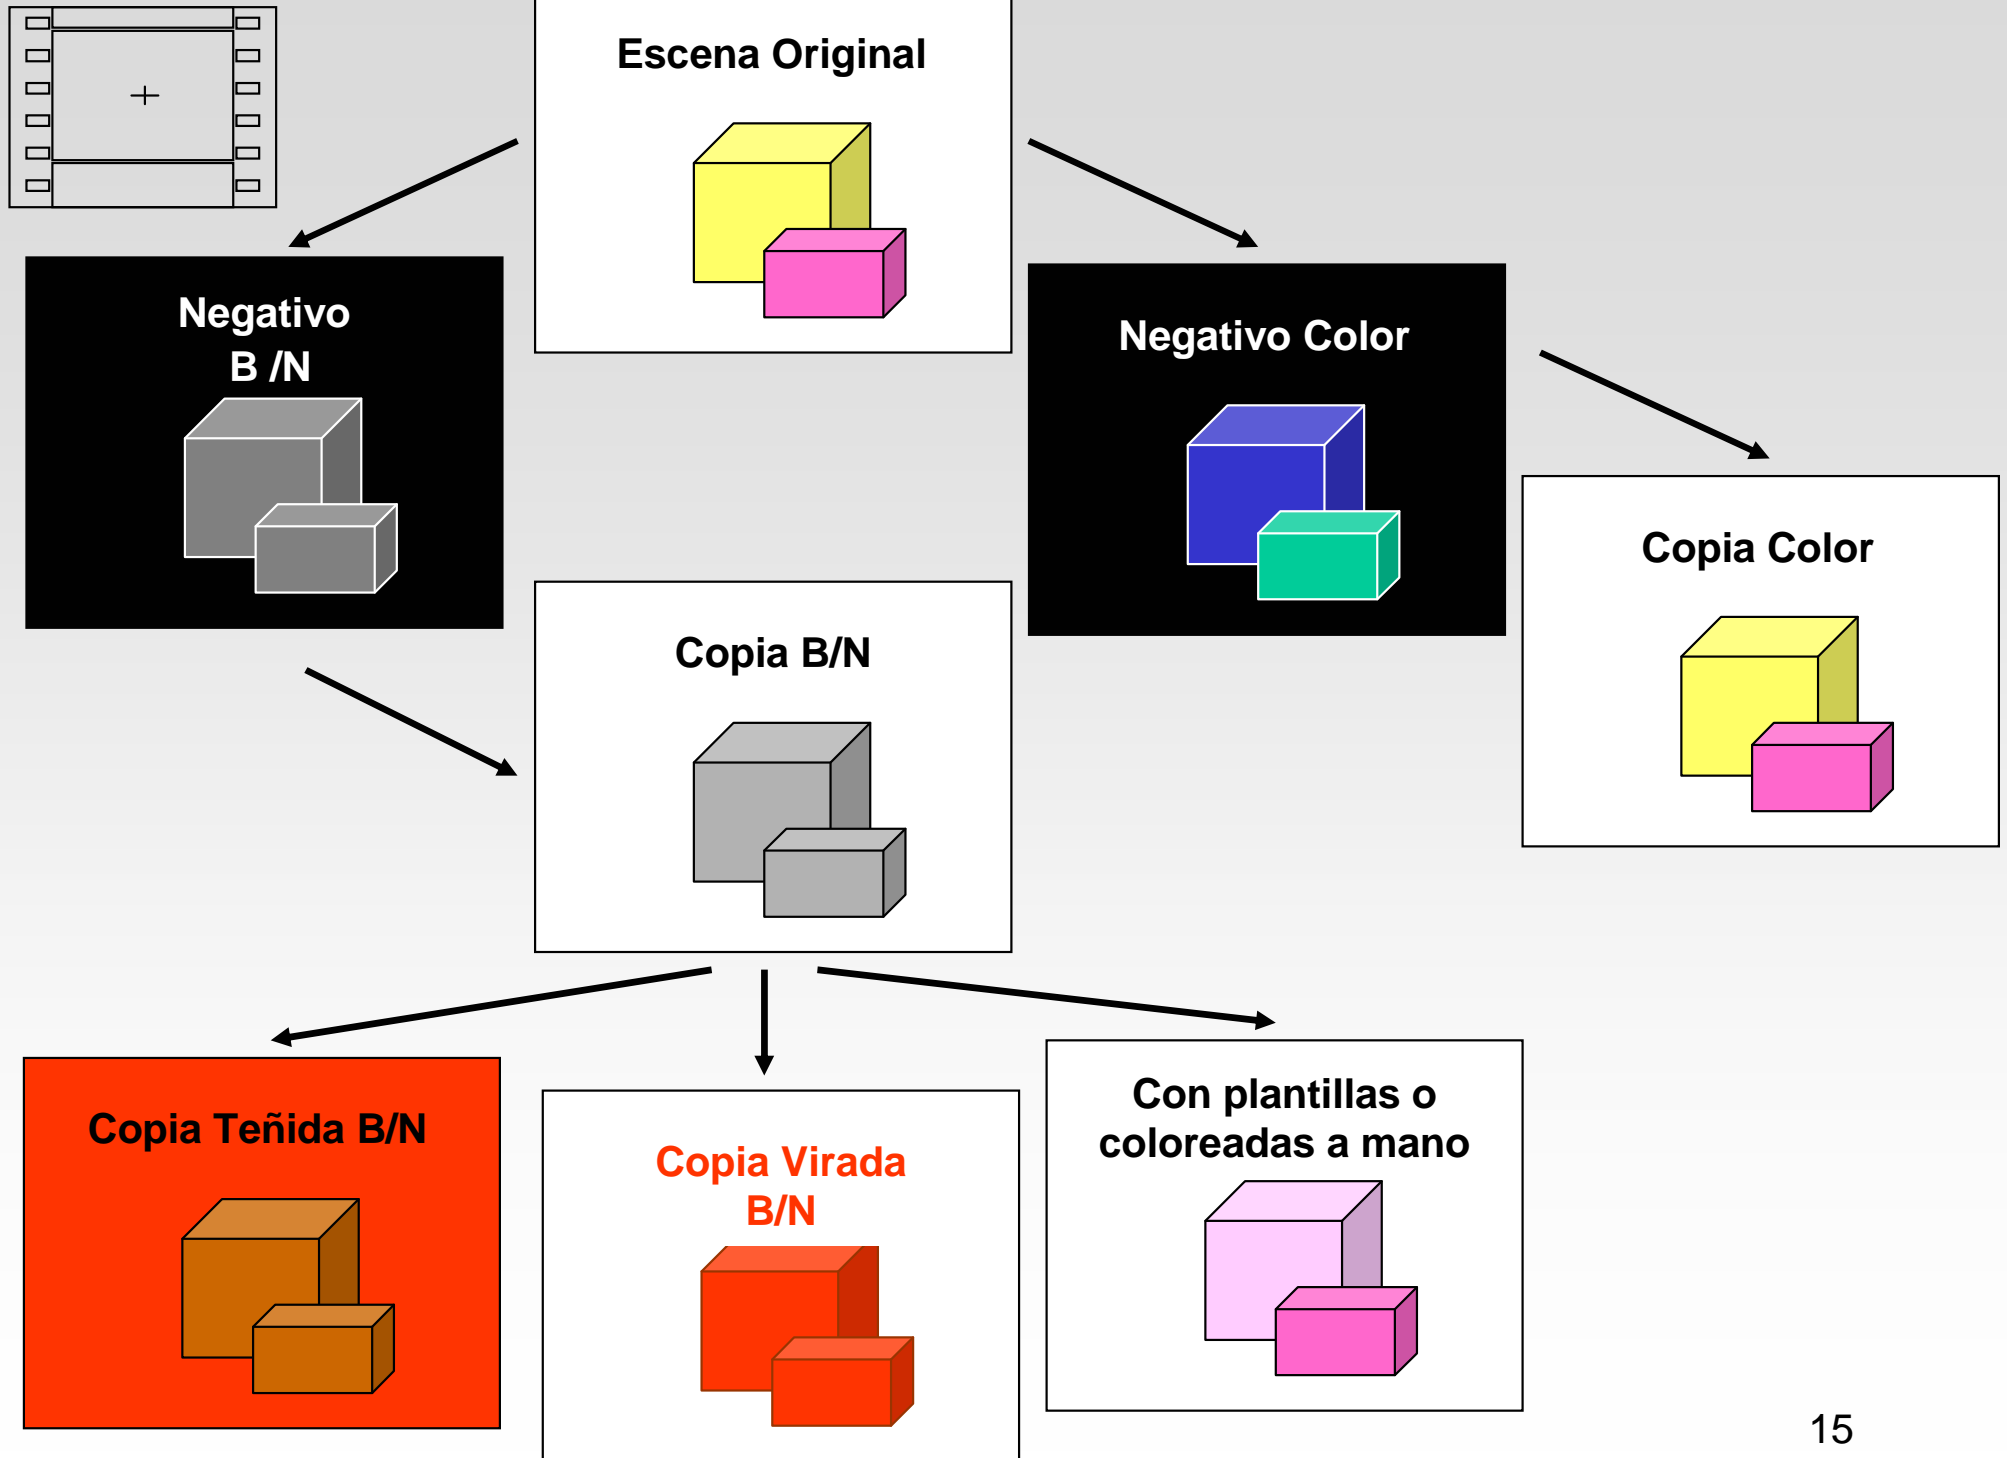 Escena Original
Negativo
B /N
Negativo Color
Copia Color
Copia B/N
Copia Teñida B/N
Copia Virada
B/N
Con plantillas o
coloreadas a mano
15